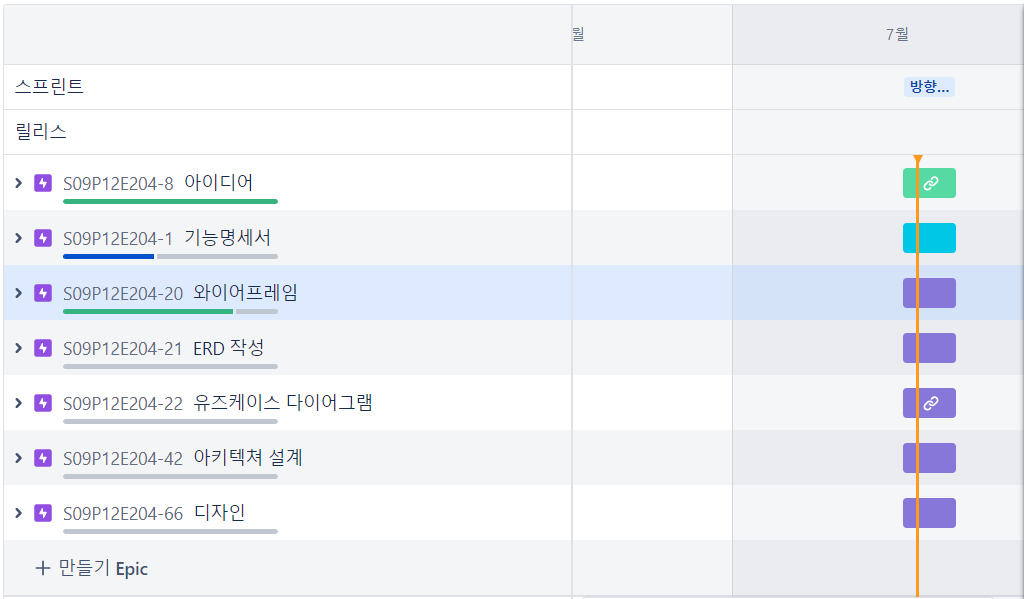 월
7월
스프린트
방향...
릴리스
S09P12E204-8 아이디어
S09P12E204-1 기능명세서
S09P12E204-20 와이어프레임
S09P12E204-21 ERD 작성
S09P12E204-22 유즈케이스 다이어그램
S09P12E204-42 아키텍쳐 설계
S09P12E204-66 디자인
+ 만들기 Epic